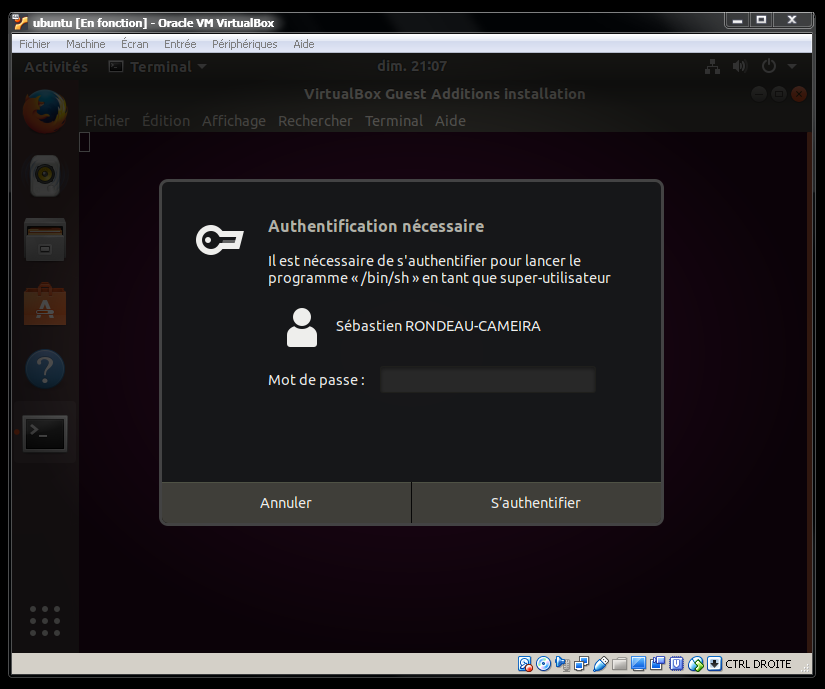 ubuntu [En fonction] - Oracle VM VirtualBox
Fichier Machine Écran Entrée Périphériques Aide
Activités Terminal dim. 21:07
VirtualBox Guest Additions installation
Fichier Édition Affichage Rechercher Terminal Aide
Authentification nécessaire
Il est nécessaire de s'authentifier pour lancer le
programme « /bin/sh » en tant que super-utilisateur
Sébastien RONDEAU-CAMEIRA
Mot de passe :
Annuler S’authentifier
CTRL DROITE